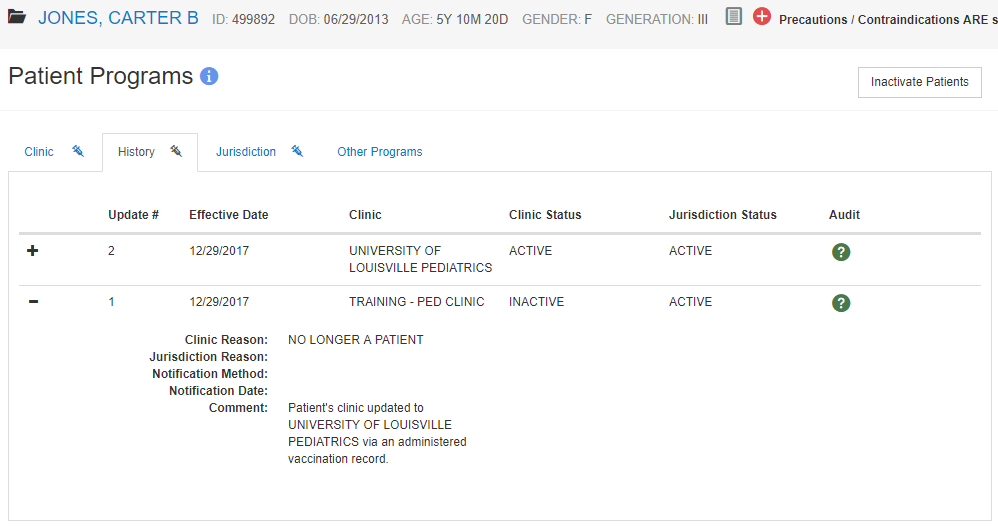 JONES, CARTER B ID: 499892 DOB: 06/29/2013 AGE: 5Y 10M 20D GENDER: F GENERATION: III Precautions / Contraindications ARE s
Patient Programs
Inactivate Patients
Clinic History Jurisdiction Other Programs
Update # Effective Date Clinic Clinic Status Jurisdiction Status Audit
2 12/29/2017 UNIVERSITY OF ACTIVE ACTIVE ?
LOUISVILLE PEDIATRICS
1 12/29/2017 TRAINING - PED CLINIC INACTIVE ACTIVE ?
Clinic Reason: NO LONGER A PATIENT
Jurisdiction Reason:
Notification Method:
Notification Date:
Comment: Patient's clinic updated to
UNIVERSITY OF LOUISVILLE
PEDIATRICS via an administered
vaccination record.